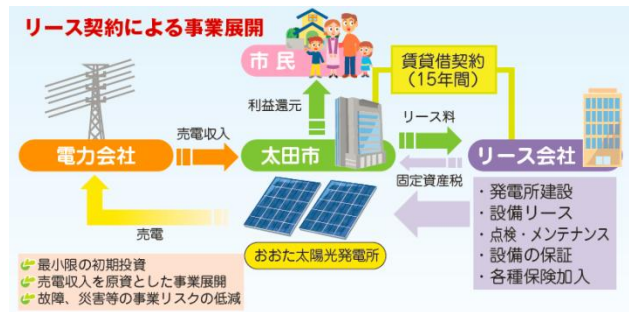 リース契約による事業展開
市民
賃貸借契約
（15年間）
利益還元
リース料
売電収入
電力会社
太田市
リース会社
固定資産税
・発電所建設
・設備リース
・点検・メンテナンス
・設備の保証
・各種保険加入
売電
おおた太陽光発電所
最小限の初期投資
売電収入を原資とした事業展開
故障、災害等の事業リスクの低減